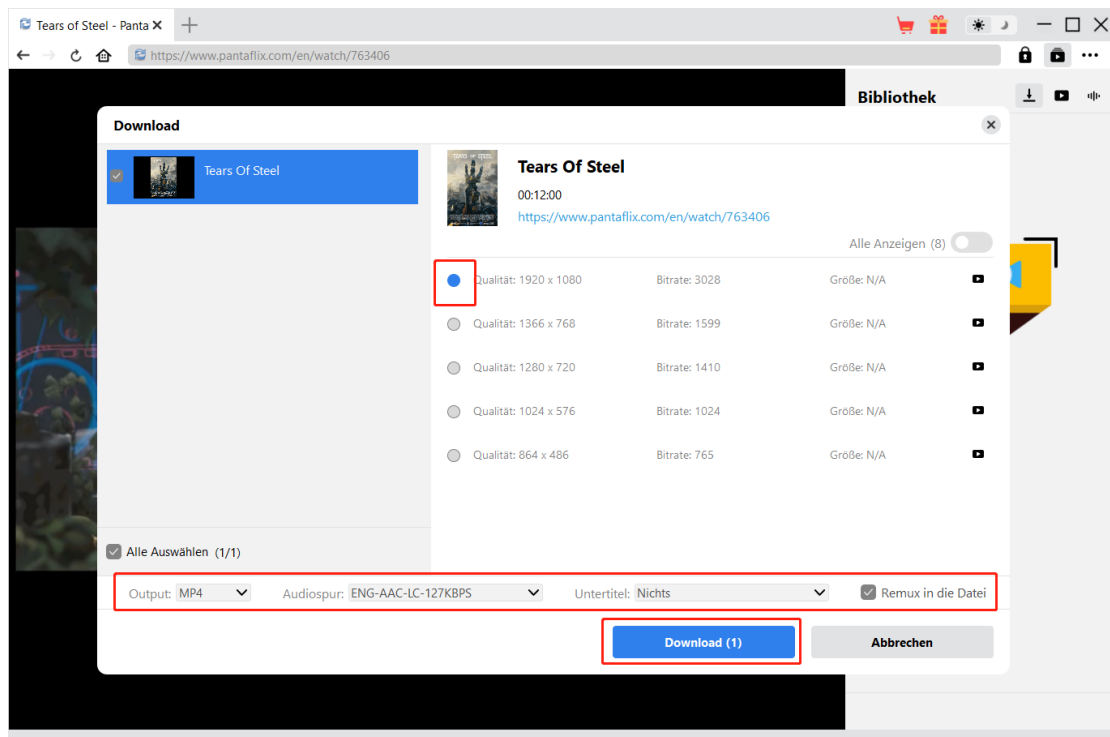 Tears of Steel - Panta
https://www.pantaflix.com/en/watch/763406
Bibliothek
Download
Tears Of Steel
Tears Of Steel
00:12:00
https://www.pantaflix.com/en/watch/763406
Alle Anzeigen (8)
Qualität: 1920 x 1080 Bitrate: 3028 Größe: N/A
Qualität: 1366 x 768 Bitrate: 1599 Größe: N/A
Qualität: 1280 x 720 Bitrate: 1410 Größe: N/A
Qualität: 1024 x 576 Bitrate: 1024 Größe: N/A
Qualität: 864 x 486 Bitrate: 765 Größe: N/A
Alle Auswählen (1/1)
Output: MP4 Audiospur: ENG-AAC-LC-127KBPS Untertitel: Nichts Remux in die Datei
Download (1) Abbrechen